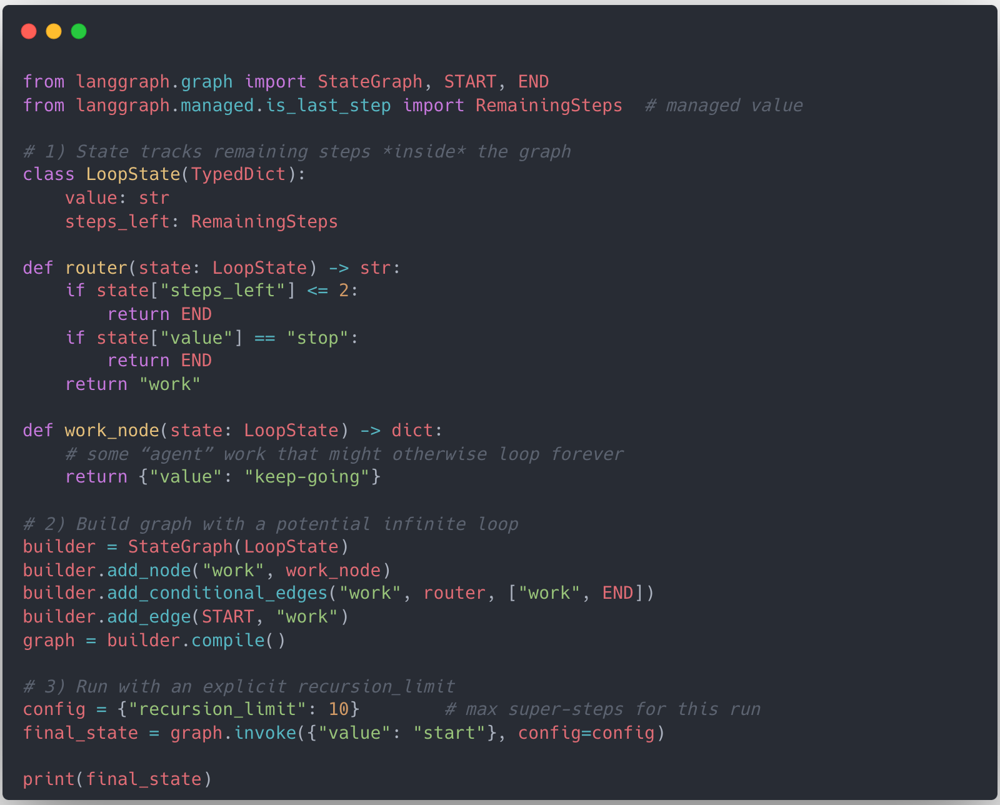 from langgraph.graph import StateGraph, START, END
from langgraph.managed.is_last_step import RemainingSteps  # managed value

# 1) State tracks remaining steps *inside* the graph
class LoopState(TypedDict):
    value: str
    steps_left: RemainingSteps

def router(state: LoopState) -> str:
    if state["steps_left"] <= 2:
        return END
    if state["value"] == "stop":
        return END
    return "work"

def work_node(state: LoopState) -> dict:
    # some “agent” work that might otherwise loop forever
    return {"value": "keep-going"}

# 2) Build graph with a potential infinite loop
builder = StateGraph(LoopState)
builder.add_node("work", work_node)
builder.add_conditional_edges("work", router, ["work", END])
builder.add_edge(START, "work")
graph = builder.compile()

# 3) Run with an explicit recursion_limit
config = {"recursion_limit": 10}        # max super-steps for this run
final_state = graph.invoke({"value": "start"}, config=config)

print(final_state)